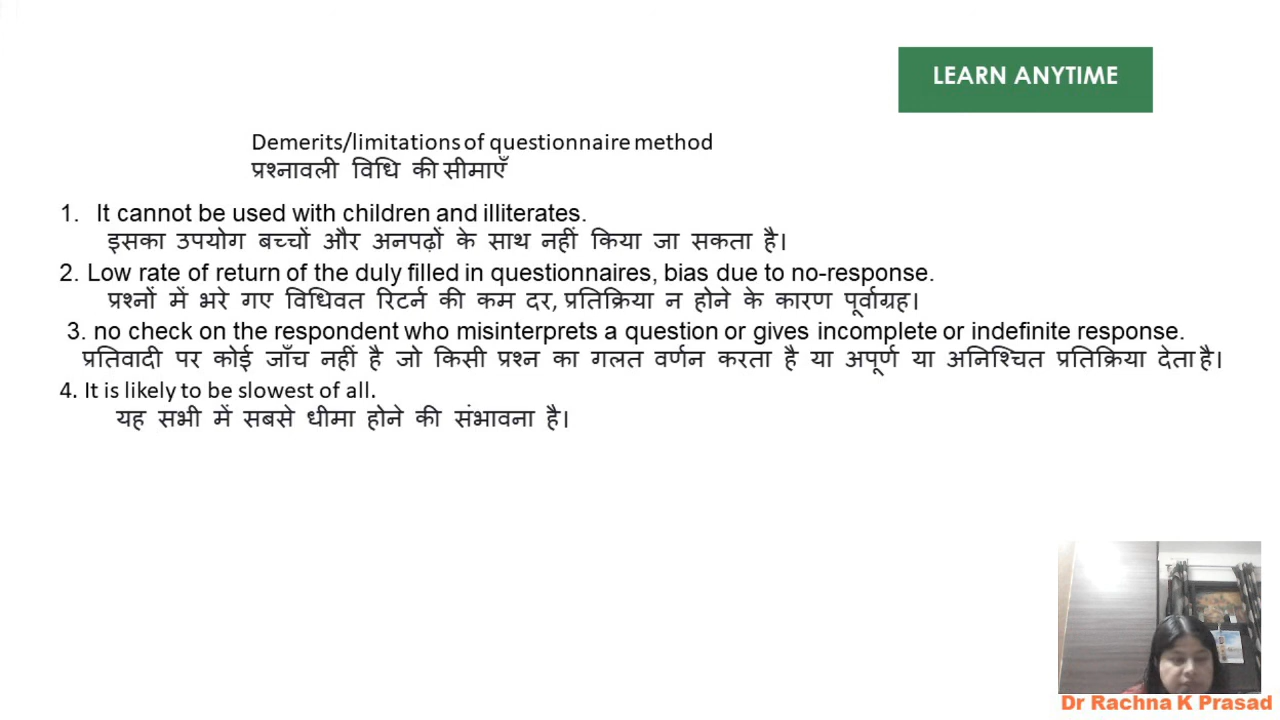 LEARN ANYTIME
Demerits/limitations of questionnaire method
प्रश्नावली विधि की सीमाएँ
1. It cannot be used with children and illiterates.
इसका उपयोग बच्चों और अनपढ़ों के साथ नहीं किया जा सकता है।
2. Low rate of return of the duly filled in questionnaires, bias due to no-response.
प्रश्नों में भरे गए विधिवत रिटर्न की कम दर, प्रतिक्रिया न होने के कारण पूर्वाग्रह।
3. no check on the respondent who misinterprets a question or gives incomplete or indefinite response.
प्रतिवादी पर कोई जाँच नहीं है जो किसी प्रश्न का गलत वर्णन करता है या अपूर्ण या अनिश्चित प्रतिक्रिया देता है।
4. It is likely to be slowest of all.
यह सभी में सबसे धीमा होने की संभावना है।
Dr Rachna K Prasad